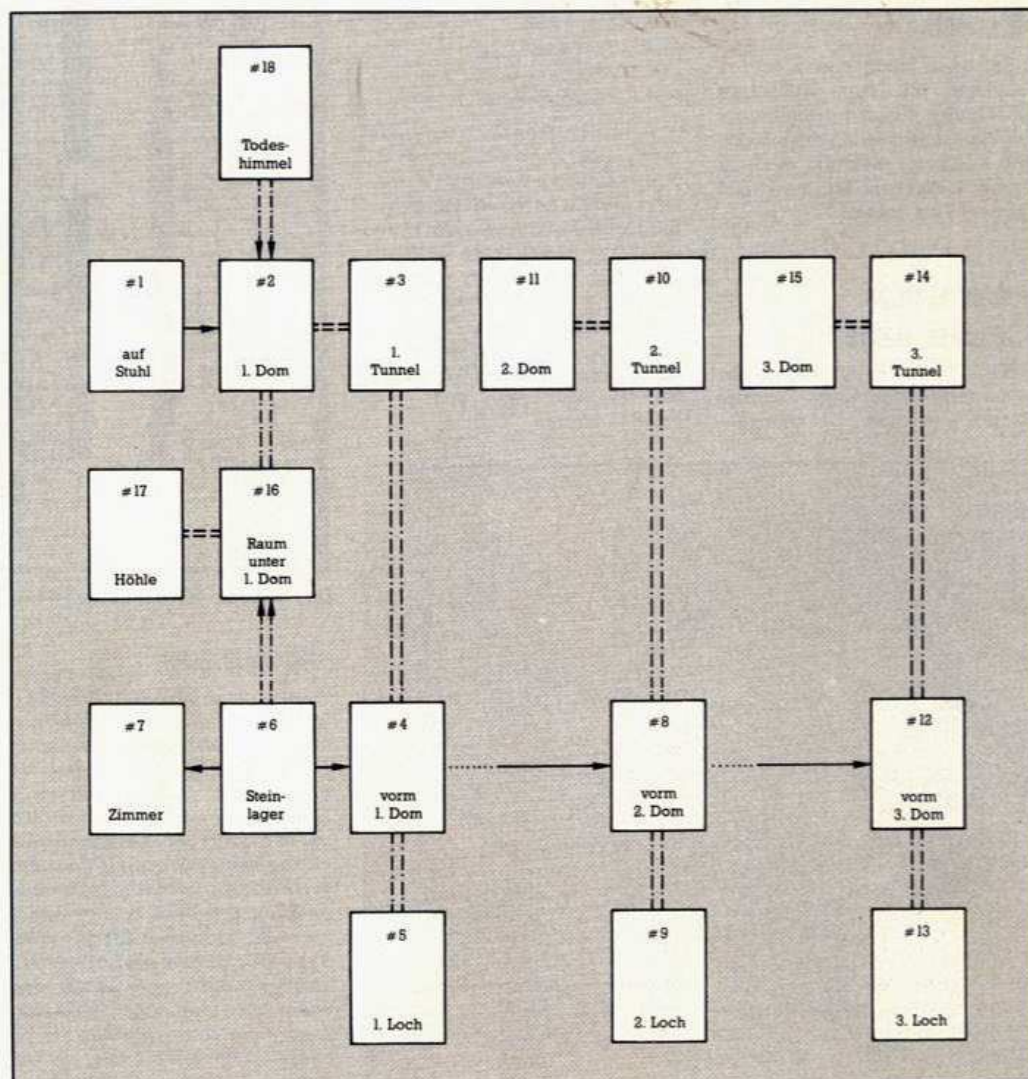 #18
Todes-
himmel
#1
auf
Stuhl
#2
1. Dom
#3
1.
Tunnel
#11
2. Dom
#10
2.
Tunnel
#15
3. Dom
#14
3.
Tunnel
#17
Höhle
#16
Raum
unter
1. Dom
#7
Zimmer
#6
Stein-
lager
#4
vorm
1. Dom
#8
vorm
2. Dom
#12
vorm
3. Dom
#5
1. Loch
#9
2. Loch
#13
3. Loch